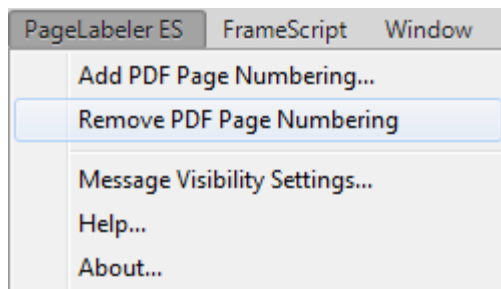 PageLabeler ES FrameScript Window
Add PDF Page Numbering...
Remove PDF Page Numbering
Message Visibility Settings...
Help...
About...